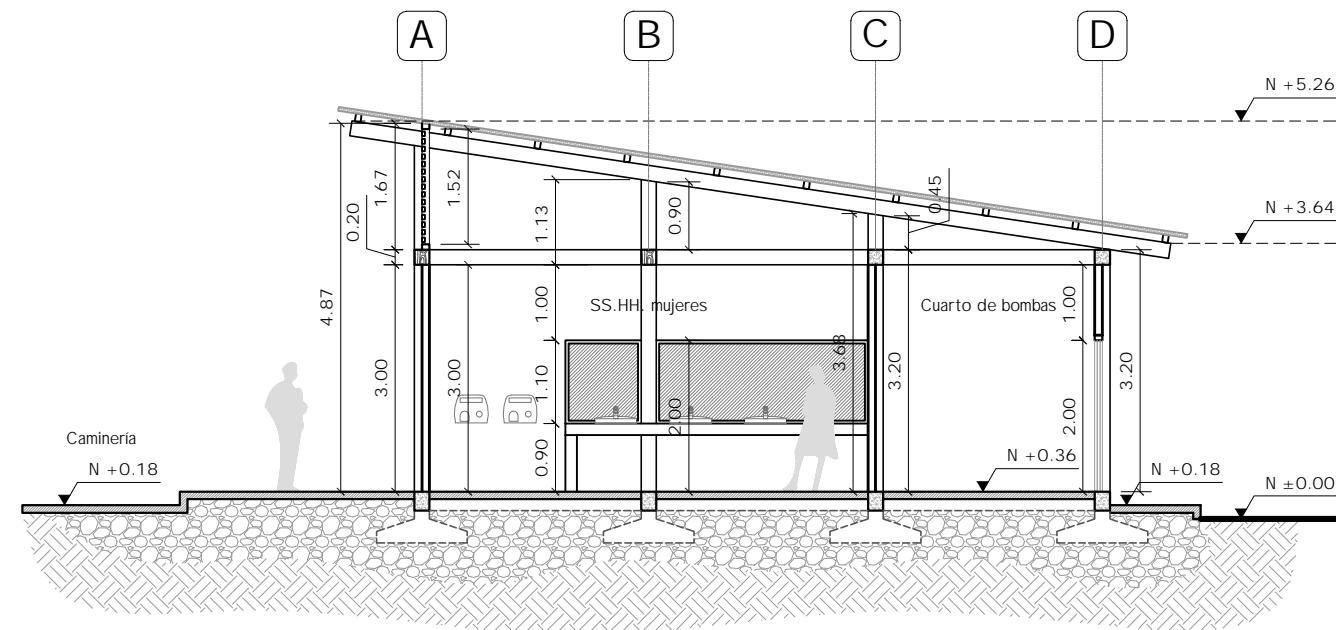 A
B
C
D
N +5.26
N +3.64
1.67
0.20
1.52
1.13
0.90
0.45
4.87
3.00
3.00
1.00
1.10
0.90
SS.HH. mujeres
2.00
3.68
3.20
Cuarto de bombas
1.00
2.00
3.20
Caminería
N +0.18
N +0.36
N +0.18
N ±0.00